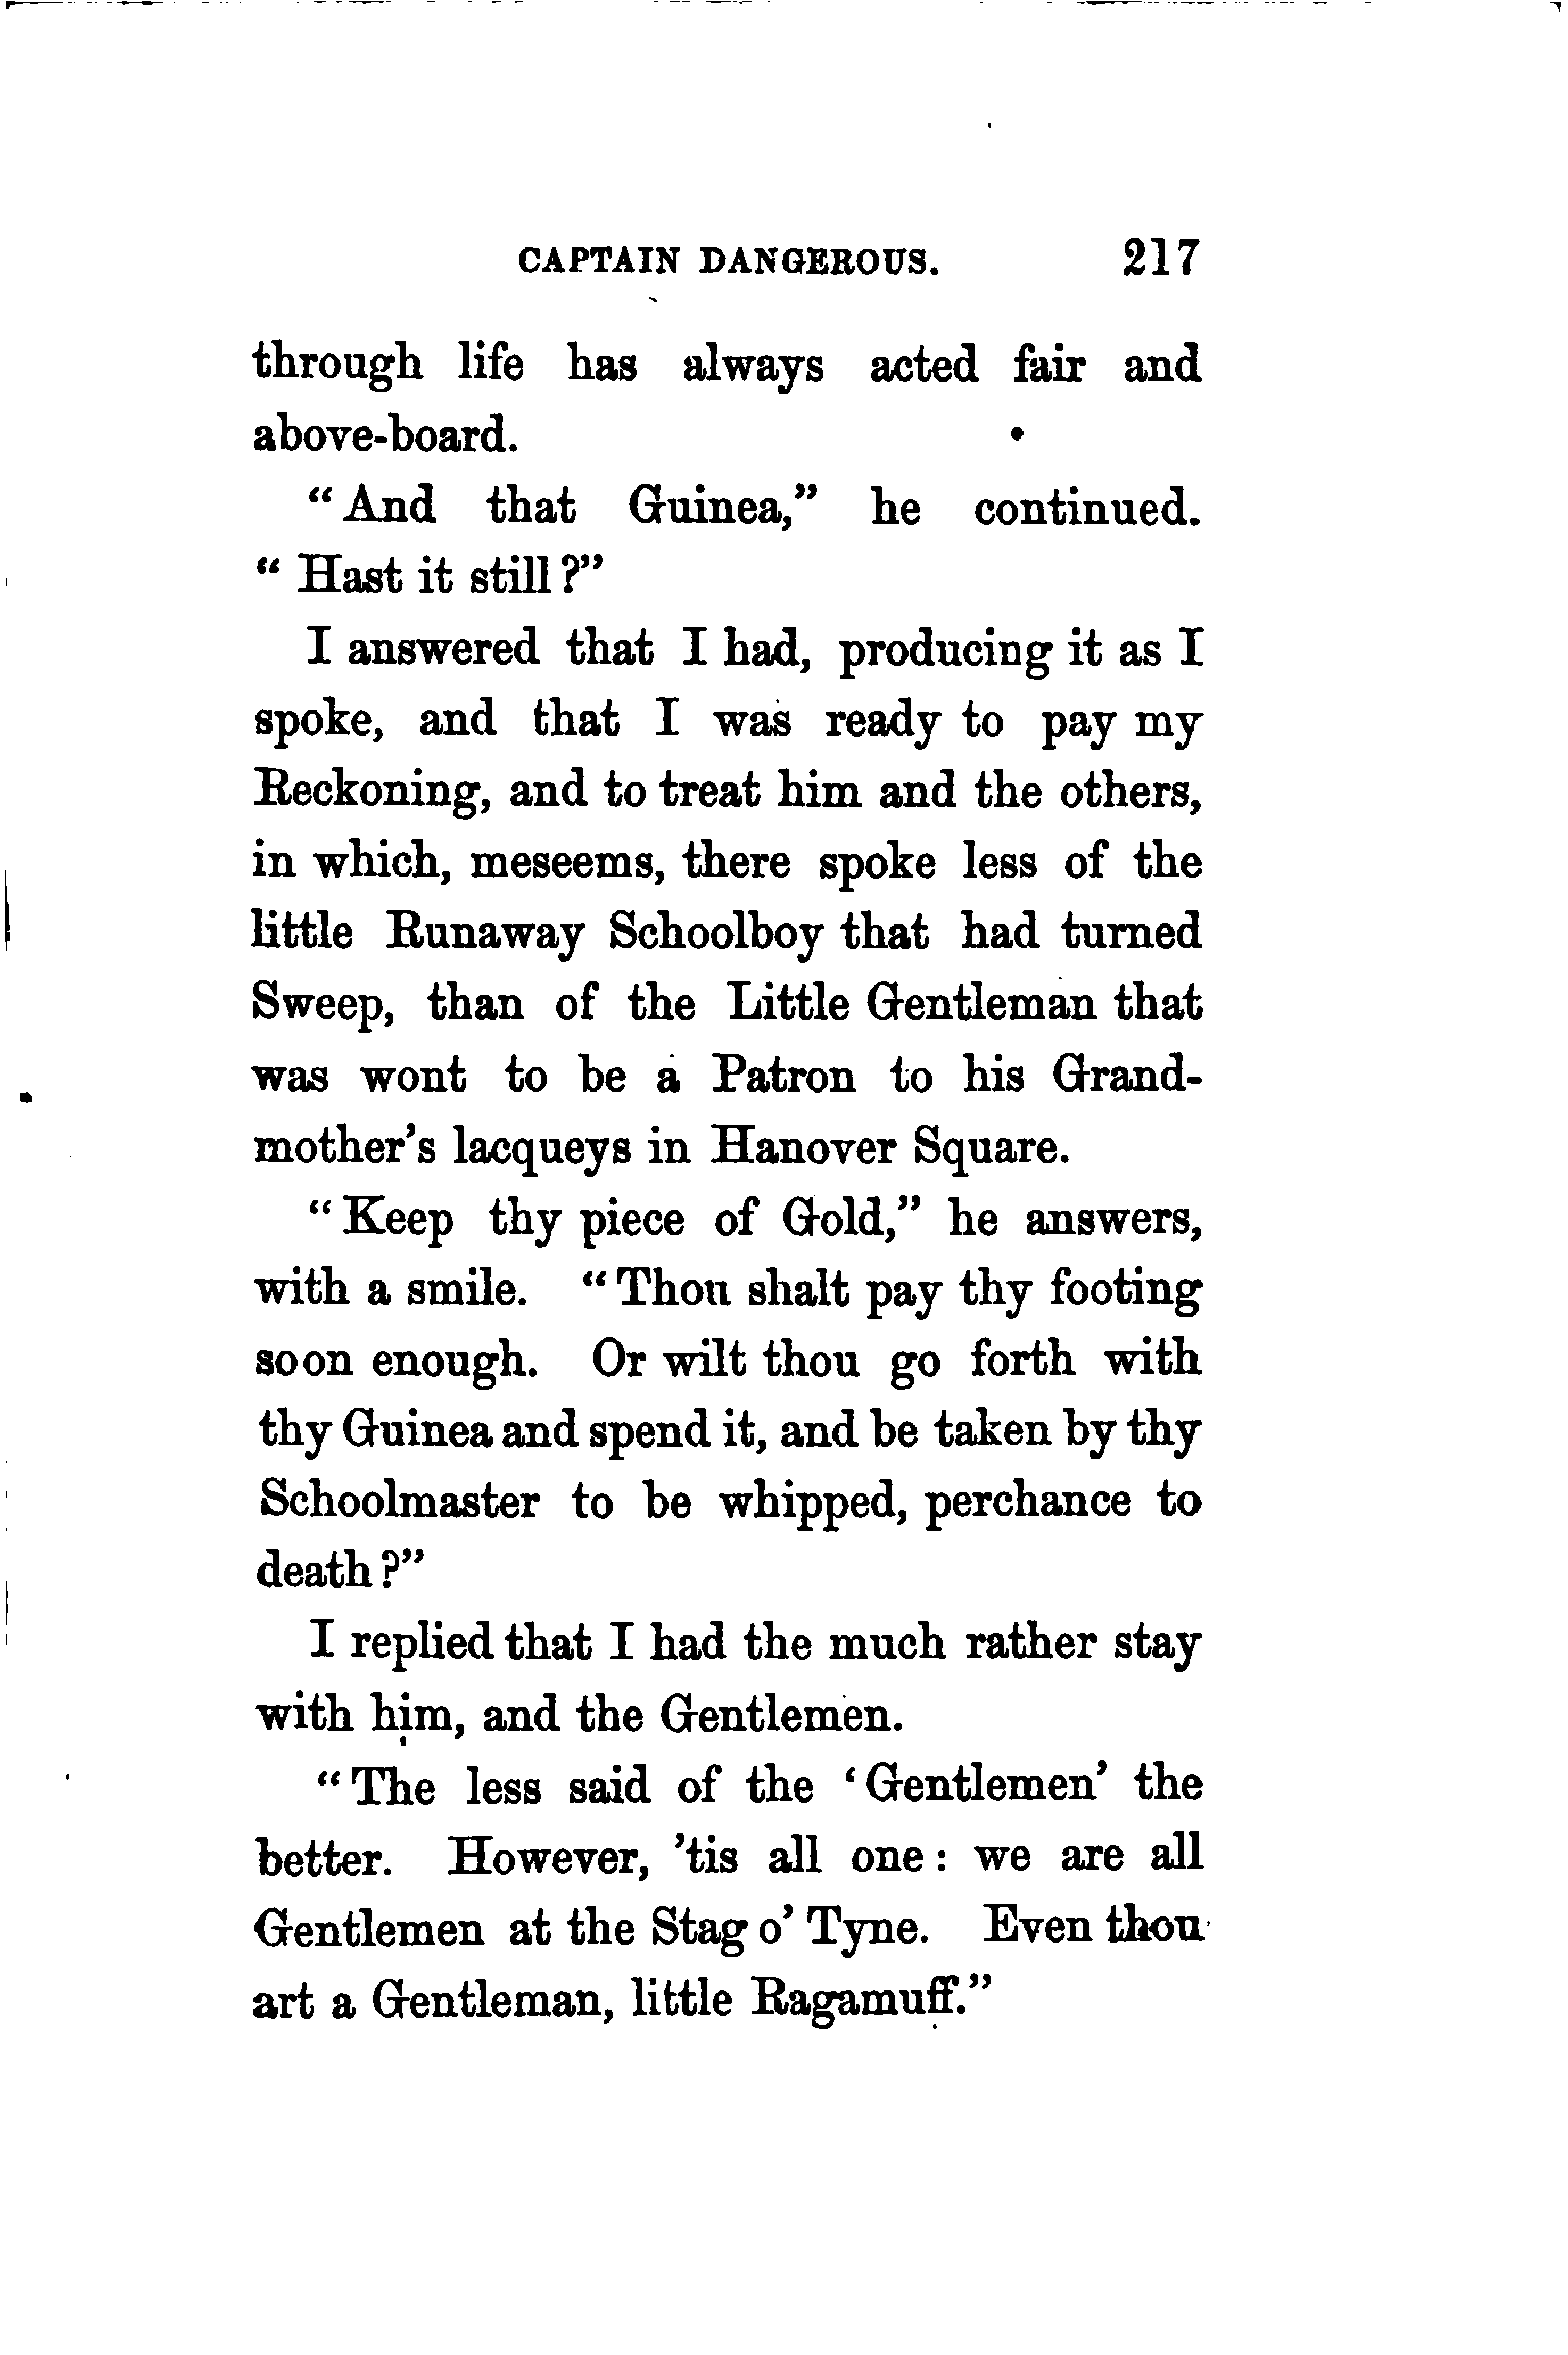 CAPTAIN DANGEROUS. 217
through life has always acted fair and
above-board.
“And that Guinea,” he continued.
“Hast it still?”
I answered that I had, producing it as I
spoke, and that I was ready to pay my
Reckoning, and to treat him and the others,
in which, meseems, there spoke less of the
little Runaway Schoolboy that had turned
Sweep, than of the Little Gentleman that
was wont to be a Patron to his Grand-
mother’s lacqueys in Hanover Square.
“Keep thy piece of Gold,” he answers,
with a smile. “Thou shalt pay thy footing
soon enough. Or wilt thou go forth with
thy Guinea and spend it, and be taken by thy
Schoolmaster to be whipped, perchance to
death?”
I replied that I had the much rather stay
with him, and the Gentlemen.
“The less said of the ‘Gentlemen’ the
better. However, ’tis all one: we are all
Gentlemen at the Stag o’ Tyne. Even thou
art a Gentleman, little Ragamuff.”